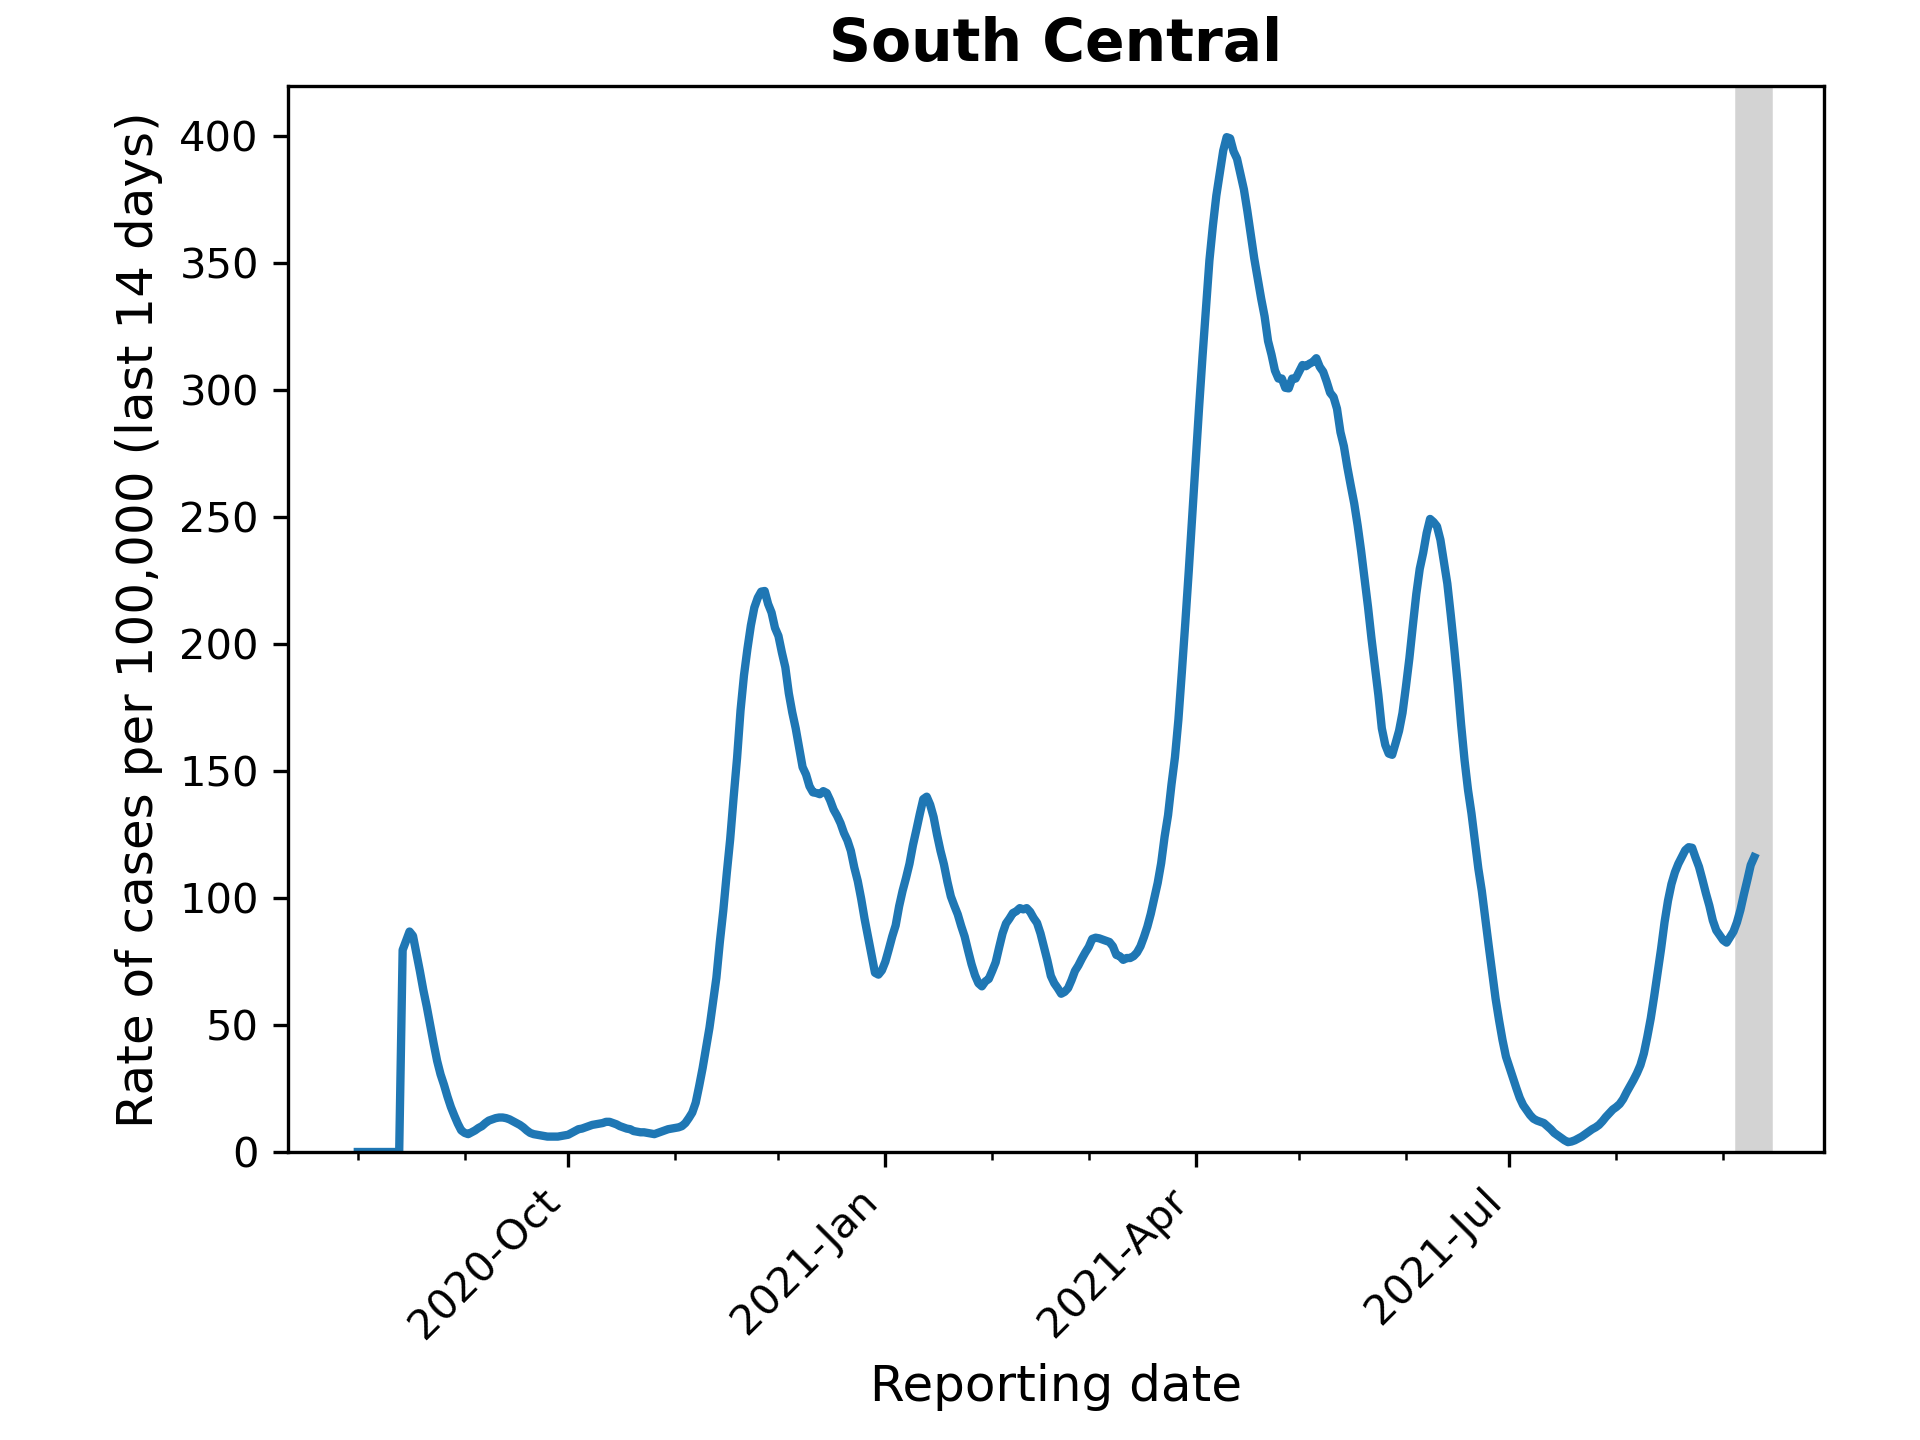 South Central
Rate of cases per 100,000 (last 14 days)
400
350
300
250
200
150
100
50
0
2020-Oct
2021-Jan
2021-Apr
2021-Jul
Reporting date